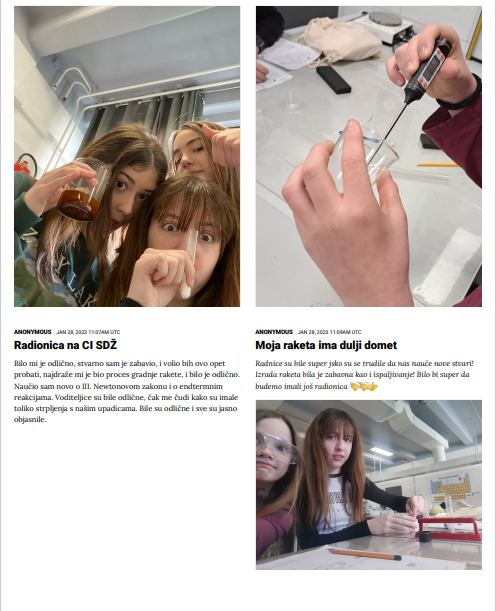 ANONYMOUS JAN 28, 2023 11:07AM UTC
Radionica na CI SDŽ
Bilo mi je odlično, stvarno sam je zabavio, i volio bih ovo opet
probati, najdraže mi je bio proces gradnje rakete, i bilo je odlično.
Naučio sam novo o III. Newtonovom zakonu i o endtermnim
reakcijama. Voditeljice su bile odlične, čak me čudi kako su imale
toliko strpljenja s našim upadicama. Bile su odlične i sve su jasno
objasnile.
ANONYMOUS JAN 28, 2023 11:09AM UTC
Moja raketa ima dulji domet
Radnice su bile super jsko su se trudile da nas nauče nove stvari!
Izrada raketa bila je zabavna kao i ispaljivanje! Bilo bi super da
budemo imali još radionica 👏👏👏